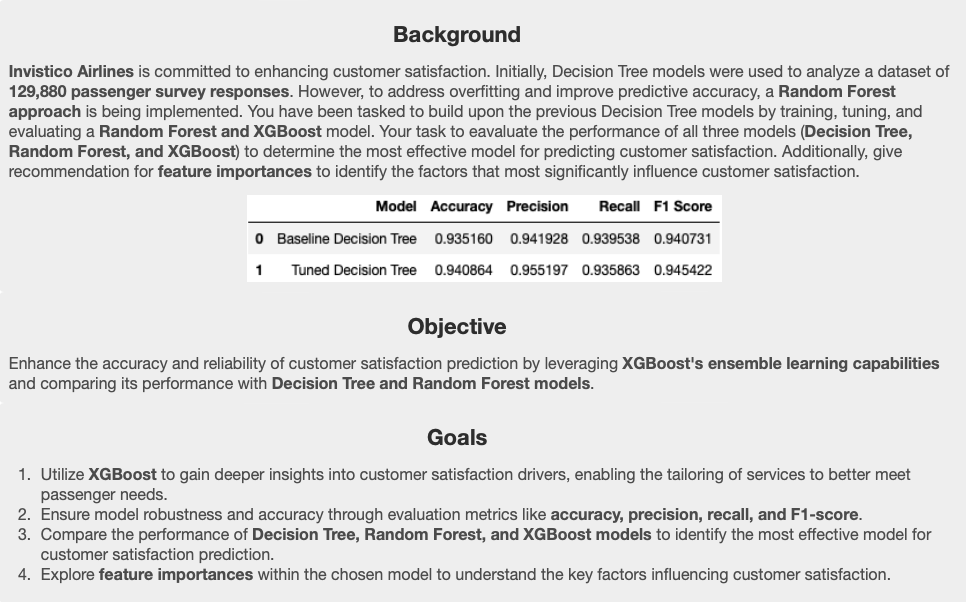 Background
Invistico Airlines is committed to enhancing customer satisfaction. Initially, Decision Tree models were used to analyze a dataset of
129,880 passenger survey responses. However, to address overfitting and improve predictive accuracy, a Random Forest
approach is being implemented. You have been tasked to build upon the previous Decision Tree models by training, tuning, and
evaluating a Random Forest and XGBoost model. Your task to eavaluate the performance of all three models (Decision Tree,
Random Forest, and XGBoost) to determine the most effective model for predicting customer satisfaction. Additionally, give
recommendation for feature importances to identify the factors that most significantly influence customer satisfaction.
Model Accuracy Precision Recall F1 Score
0 Baseline Decision Tree 0.935160 0.941928 0.939538 0.940731
1 Tuned Decision Tree 0.940864 0.955197 0.935863 0.945422
Objective
Enhance the accuracy and reliability of customer satisfaction prediction by leveraging XGBoost's ensemble learning capabilities
and comparing its performance with Decision Tree and Random Forest models.
Goals
1. Utilize XGBoost to gain deeper insights into customer satisfaction drivers, enabling the tailoring of services to better meet
passenger needs.
2. Ensure model robustness and accuracy through evaluation metrics like accuracy, precision, recall, and F1-score.
3. Compare the performance of Decision Tree, Random Forest, and XGBoost models to identify the most effective model for
customer satisfaction prediction.
4. Explore feature importances within the chosen model to understand the key factors influencing customer satisfaction.